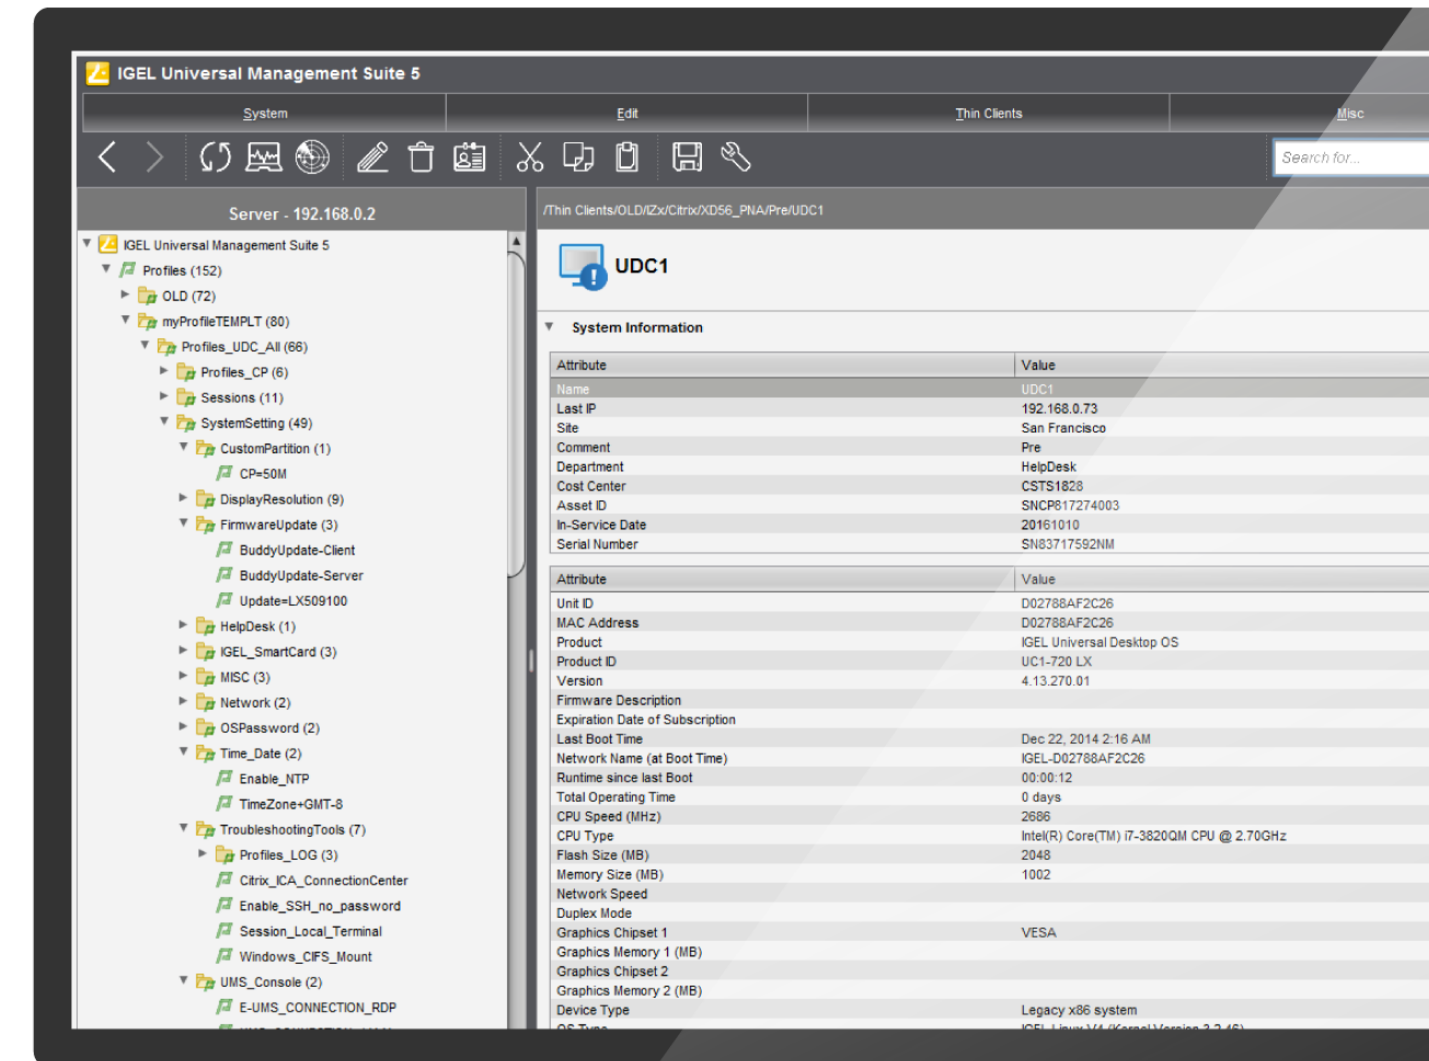 IGEL Universal Management Suite 5
System Edit Thin Clients Misc
Search for...
Server - 192.168.0.2
IGEL Universal Management Suite 5
Profiles (152)
OLD (72)
myProfileTEMPLT (80)
Profiles_UDC_All (66)
Profiles_CP (6)
Sessions (11)
SystemSetting (49)
CustomPartition (1)
CP=50M
DisplayResolution (9)
FirmwareUpdate (3)
BuddyUpdate-Client
BuddyUpdate-Server
Update=LX509100
HelpDesk (1)
IGEL_SmartCard (3)
MISC (3)
Network (2)
OSPassword (2)
Time_Date (2)
Enable_NTP
TimeZone+GMT-8
TroubleshootingTools (7)
Profiles_LOG (3)
Citrix_ICA_ConnectionCenter
Enable_SSH_no_password
Session_Local_Terminal
Windows_CIFS_Mount
UMS_Console (2)
E-UMS_CONNECTION_RDP
/Thin Clients/OLD/IZx/Citrix/XD56_PNA/Pre/UDC1
UDC1
System Information
Attribute Value
Name UDC1
Last IP 192.168.0.73
Site San Francisco
Comment Pre
Department HelpDesk
Cost Center CSTS1828
Asset ID SNCP817274003
In-Service Date 20161010
Serial Number SN83717592NM
Attribute Value
Unit ID D02788AF2C26
MAC Address D02788AF2C26
Product IGEL Universal Desktop OS
Product ID UC1-720 LX
Version 4.13.270.01
Firmware Description
Expiration Date of Subscription
Last Boot Time Dec 22, 2014 2:16 AM
Network Name (at Boot Time) IGEL-D02788AF2C26
Runtime since last Boot 00:00:12
Total Operating Time 0 days
CPU Speed (MHz) 2686
CPU Type Intel(R) Core(TM) i7-3820QM CPU @ 2.70GHz
Flash Size (MB) 2048
Memory Size (MB) 1002
Network Speed
Duplex Mode
Graphics Chipset 1 VESA
Graphics Memory 1 (MB)
Graphics Chipset 2
Graphics Memory 2 (MB)
Device Type Legacy x86 system
OS Type IGEL Linux V4 (Kernel Version 3.2.46)